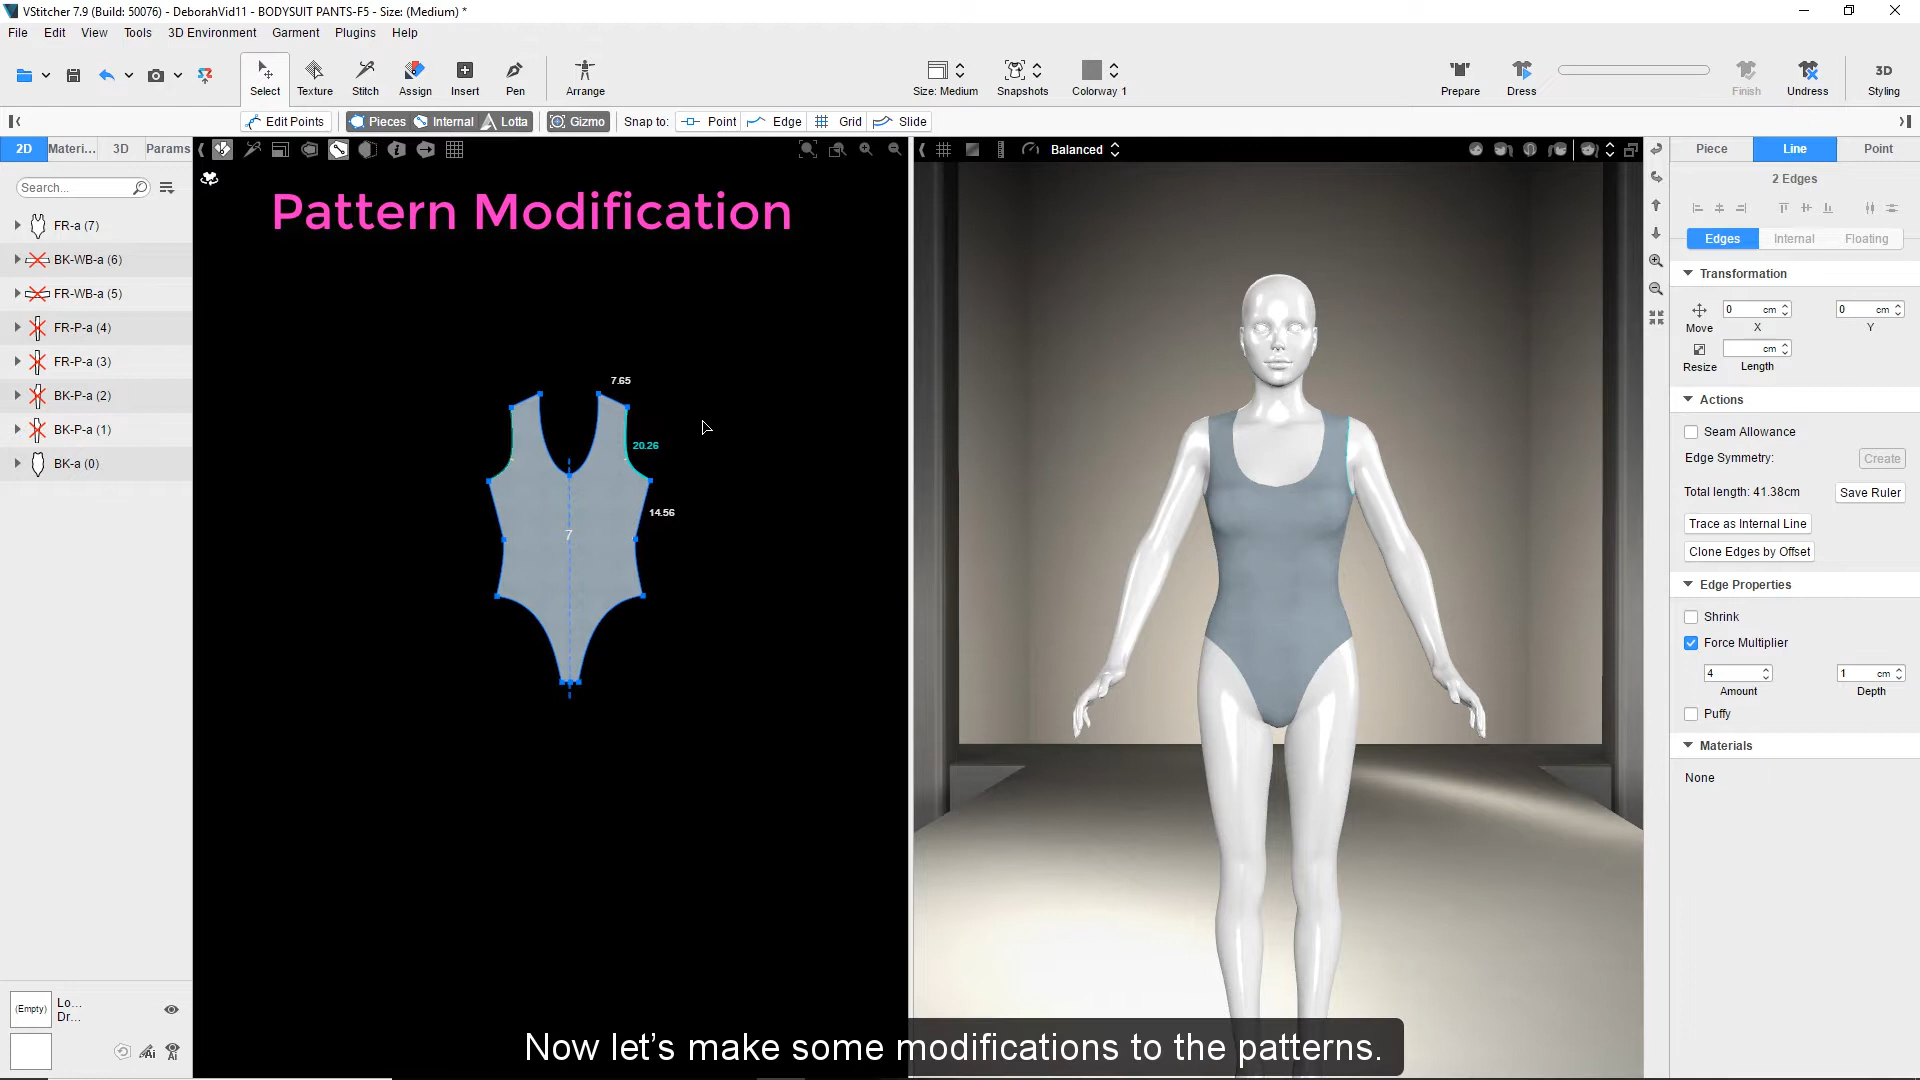 VStitcher 7.9 (Build: 50076) - DeborahVid11 - BODYSUIT PANTS-F5 - Size: (Medium) *
File Edit View Tools 3D Environment Garment Plugins Help
Select Texture Stitch Assign Insert Pen Arrange Size: Medium Snapshots Colorway 1 Prepare Dress Finish Undress 3D Styling
Edit Points Pieces Internal Lotta Gizmo Snap to: Point Edge Grid Slide
2D Materi... 3D Params
Balanced
Piece Line Point
Search...
2 Edges
Pattern Modification
FR-a (7)
BK-WB-a (6)
FR-WB-a (5)
FR-P-a (4)
FR-P-a (3)
BK-P-a (2)
BK-P-a (1)
BK-a (0)
7.65
20.26
14.56
7
Edges Internal Floating
Transformation
0 cm 0 cm
Move X Y
cm
Resize Length
Actions
Seam Allowance
Edge Symmetry: Create
Total length: 41.38cm Save Ruler
Trace as Internal Line
Clone Edges by Offset
Edge Properties
Shrink
Force Multiplier
4 1 cm
Amount Depth
Puffy
Materials
None
(Empty) Lo...
Dr...
Ai Ai
Now let’s make some modifications to the patterns.